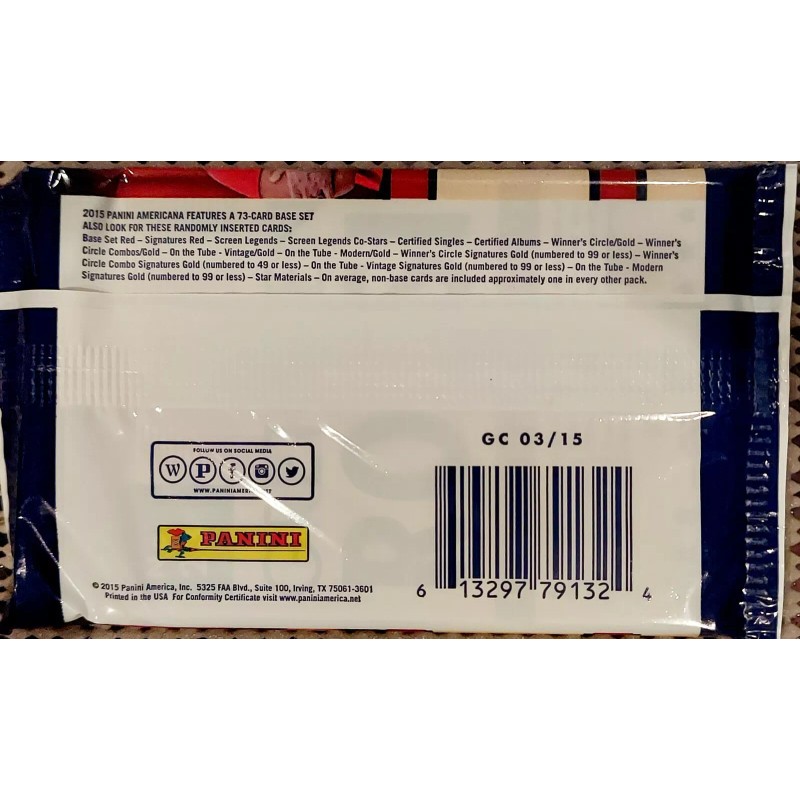 2015 PANINI AMERICANA FEATURES A 73-CARD BASE SET
ALSO LOOK FOR THESE RANDOMLY INSERTED CARDS:
Base Set Red – Signatures Red – Screen Legends – Screen Legends Co-Stars – Certified Singles – Certified Albums – Winner's Circle/Gold – Winner's
Circle Combos/Gold – On the Tube - Vintage/Gold – On the Tube - Modern/Gold – Winner's Circle Signatures Gold (numbered to 99 or less) – Winner's
Circle Combo Signatures Gold (numbered to 49 or less) – On the Tube - Vintage Signatures Gold (numbered to 99 or less) – On the Tube - Modern
Signatures Gold (numbered to 99 or less) – Star Materials – On average, non-base cards are included approximately one in every other pack.
GC 03/15
FOLLOW US ON SOCIAL MEDIA
PANINI
6 13297 79132 4
© 2015 Panini America, Inc. 5325 FAA Blvd., Suite 100, Irving, TX 75061-3601
Printed in the USA For Conformity Certificate visit www.paniniamerica.net